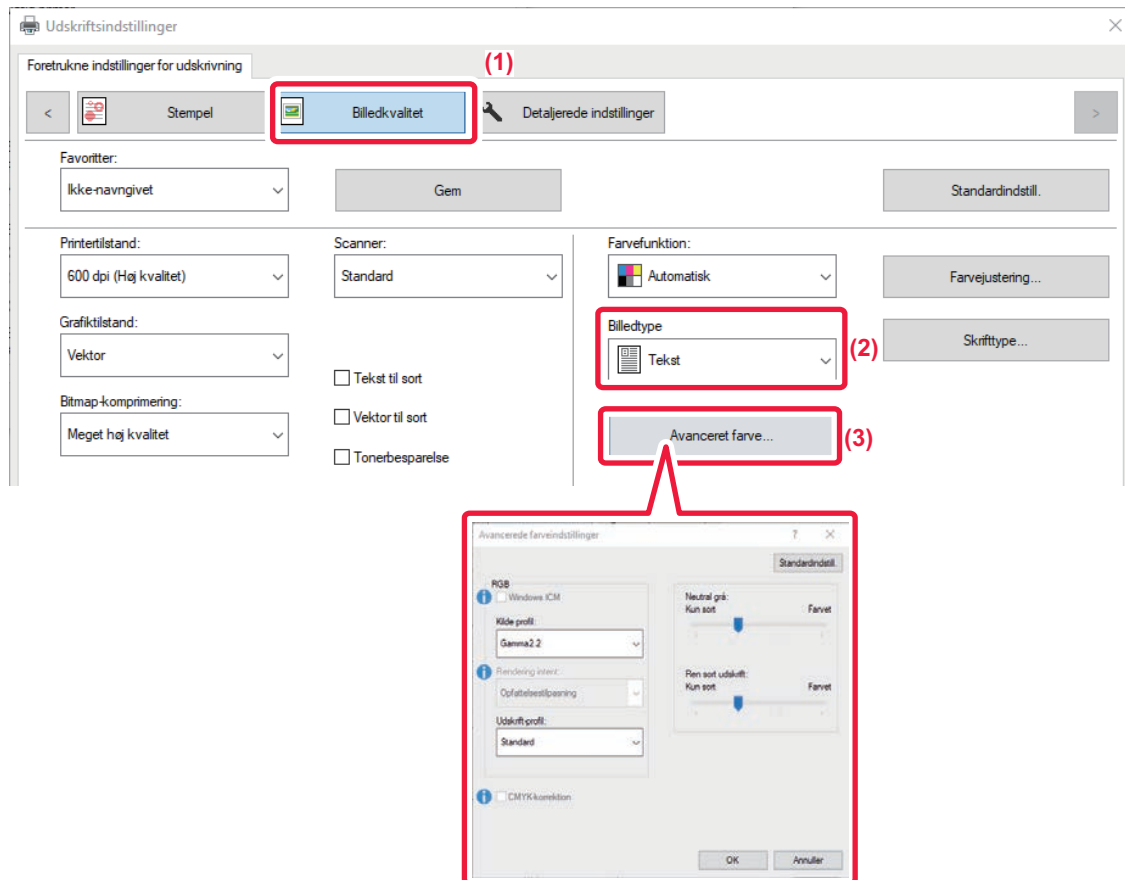 Udskriftsindstillinger
Foretrukne indstillinger for udskrivning
(1)
< Stempel Billedkvalitet Detaljerede indstillinger >
Favoritter:
Ikke-navngivet Gem Standardindstill.
Printertilstand: Scanner: Farvefunktion:
600 dpi (Høj kvalitet) Standard Automatisk Farvejustering...
Grafiktilstand: Billedtype
Vektor Tekst (2) Skrifttype...
Tekst til sort
Bitmap-komprimering: Vektor til sort
Meget høj kvalitet Avanceret farve... (3)
Tonerbesparelse
Avancerede farveindstillinger ?
Standardindstill.
RGB
Windows ICM
Kilde profil:
Gamma2.2
Rendering intent:
Opfattelsestilpasning
Udskrift-profil:
Standard
CMYK-korrektion
Neutral grå:
Kun sort Farvet
Ren sort udskrift:
Kun sort Farvet
OK Annuller